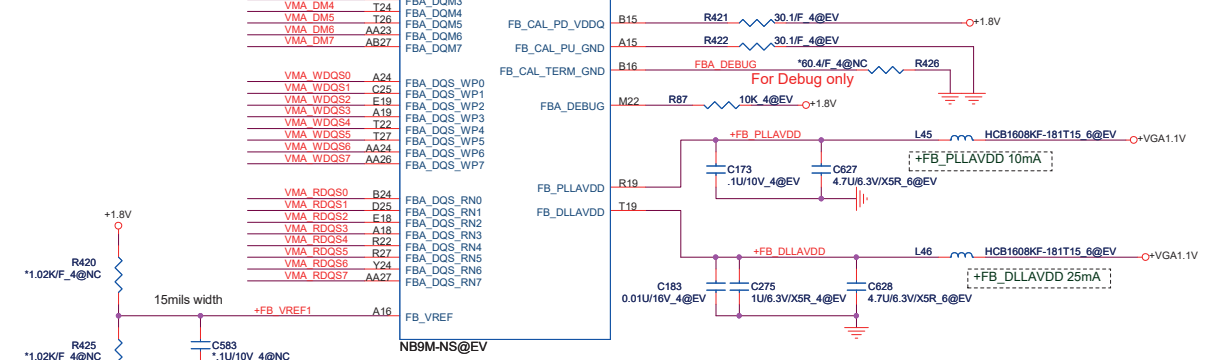 VMA_DM4 T24 FBA_DQM3
VMA_DM5 T26 FBA_DQM4
VMA_DM6 AA23 FBA_DQM5
VMA_DM7 AB27 FBA_DQM6
FBA_DQM7
VMA_WDQS0 A24 FBA_DQS_WP0
VMA_WDQS1 C25 FBA_DQS_WP1
VMA_WDQS2 E19 FBA_DQS_WP2
VMA_WDQS3 A19 FBA_DQS_WP3
VMA_WDQS4 T22 FBA_DQS_WP4
VMA_WDQS5 T27 FBA_DQS_WP5
VMA_WDQS6 AA24 FBA_DQS_WP6
VMA_WDQS7 AA26 FBA_DQS_WP7
VMA_RDQS0 B24 FBA_DQS_RN0
VMA_RDQS1 D25 FBA_DQS_RN1
VMA_RDQS2 E18 FBA_DQS_RN2
VMA_RDQS3 A18 FBA_DQS_RN3
VMA_RDQS4 R22 FBA_DQS_RN4
VMA_RDQS5 R27 FBA_DQS_RN5
VMA_RDQS6 Y24 FBA_DQS_RN6
VMA_RDQS7 AA27 FBA_DQS_RN7
+1.8V
R420
*1.02K/F_4@NC
15mils width
+FB_VREF1 A16 FB_VREF
R425
*1.02K/F_4@NC
C583
*.1U/10V_4@NC
NB9M-NS@EV
FB_CAL_PD_VDDQ B15 R421 30.1/F_4@EV +1.8V
FB_CAL_PU_GND A15 R422 30.1/F_4@EV
FB_CAL_TERM_GND B16 FBA_DEBUG *60.4/F_4@NC R426
For Debug only
FBA_DEBUG M22 R87 10K_4@EV +1.8V
+FB_PLLAVDD L45 HCB1608KF-181T15_6@EV +VGA1.1V
+FB_PLLAVDD 10mA
C173
.1U/10V_4@EV
C627
4.7U/6.3V/X5R_6@EV
FB_PLLAVDD R19
FB_DLLAVDD T19
+FB_DLLAVDD L46 HCB1608KF-181T15_6@EV +VGA1.1V
+FB_DLLAVDD 25mA
C183
0.01U/16V_4@EV
C275
1U/6.3V/X5R_4@EV
C628
4.7U/6.3V/X5R_6@EV